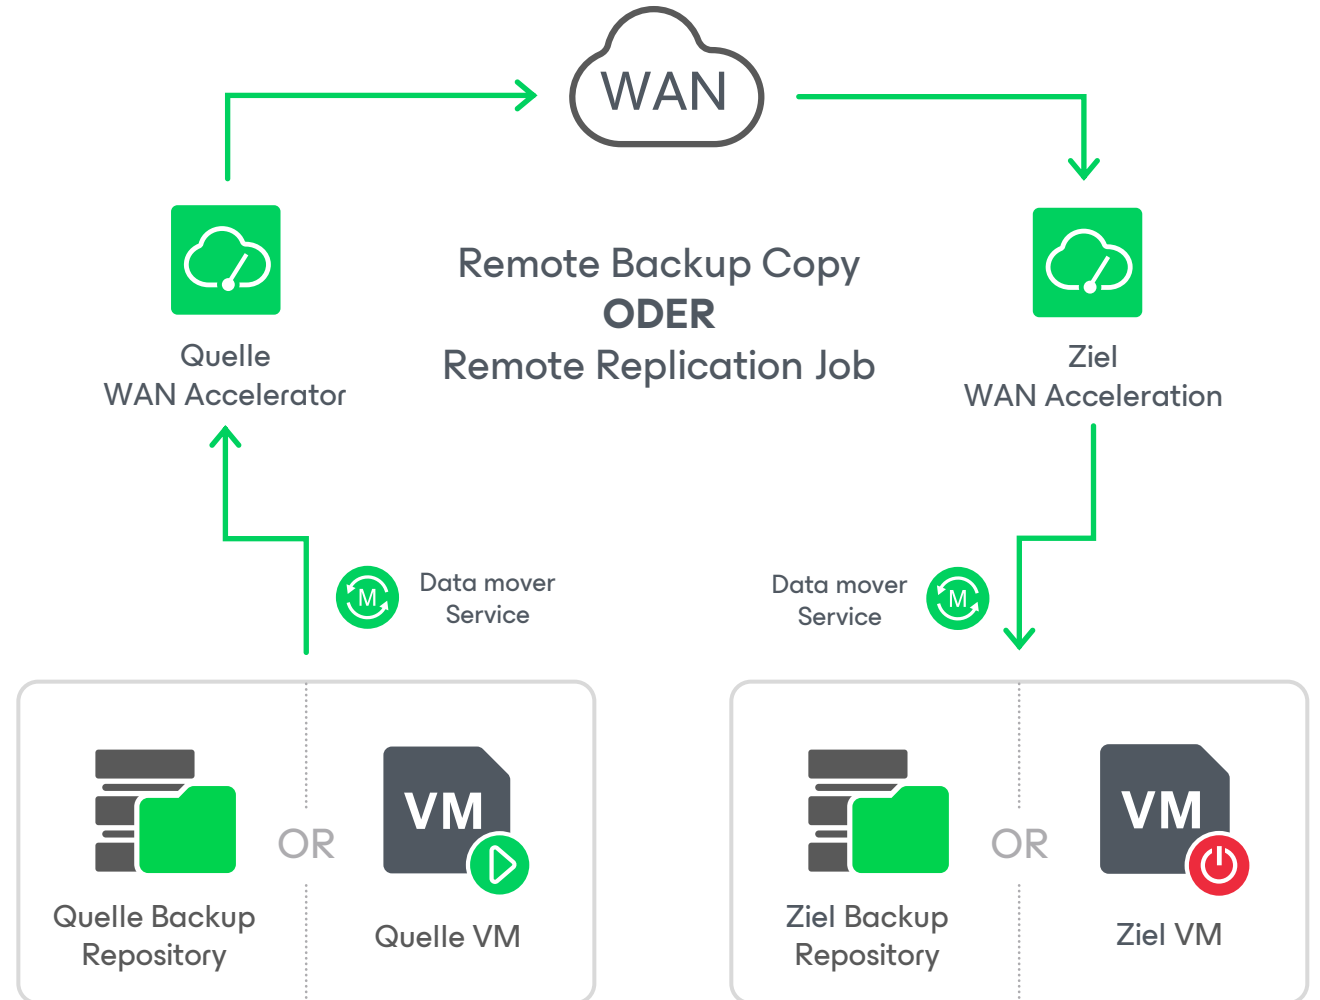 WAN
Remote Backup Copy
ODER
Remote Replication Job
Quelle
WAN Accelerator
Ziel
WAN Acceleration
M
Data mover
Service
Data mover
Service
M
VM
OR
Quelle Backup
Repository
Quelle VM
VM
OR
Ziel Backup
Repository
Ziel VM